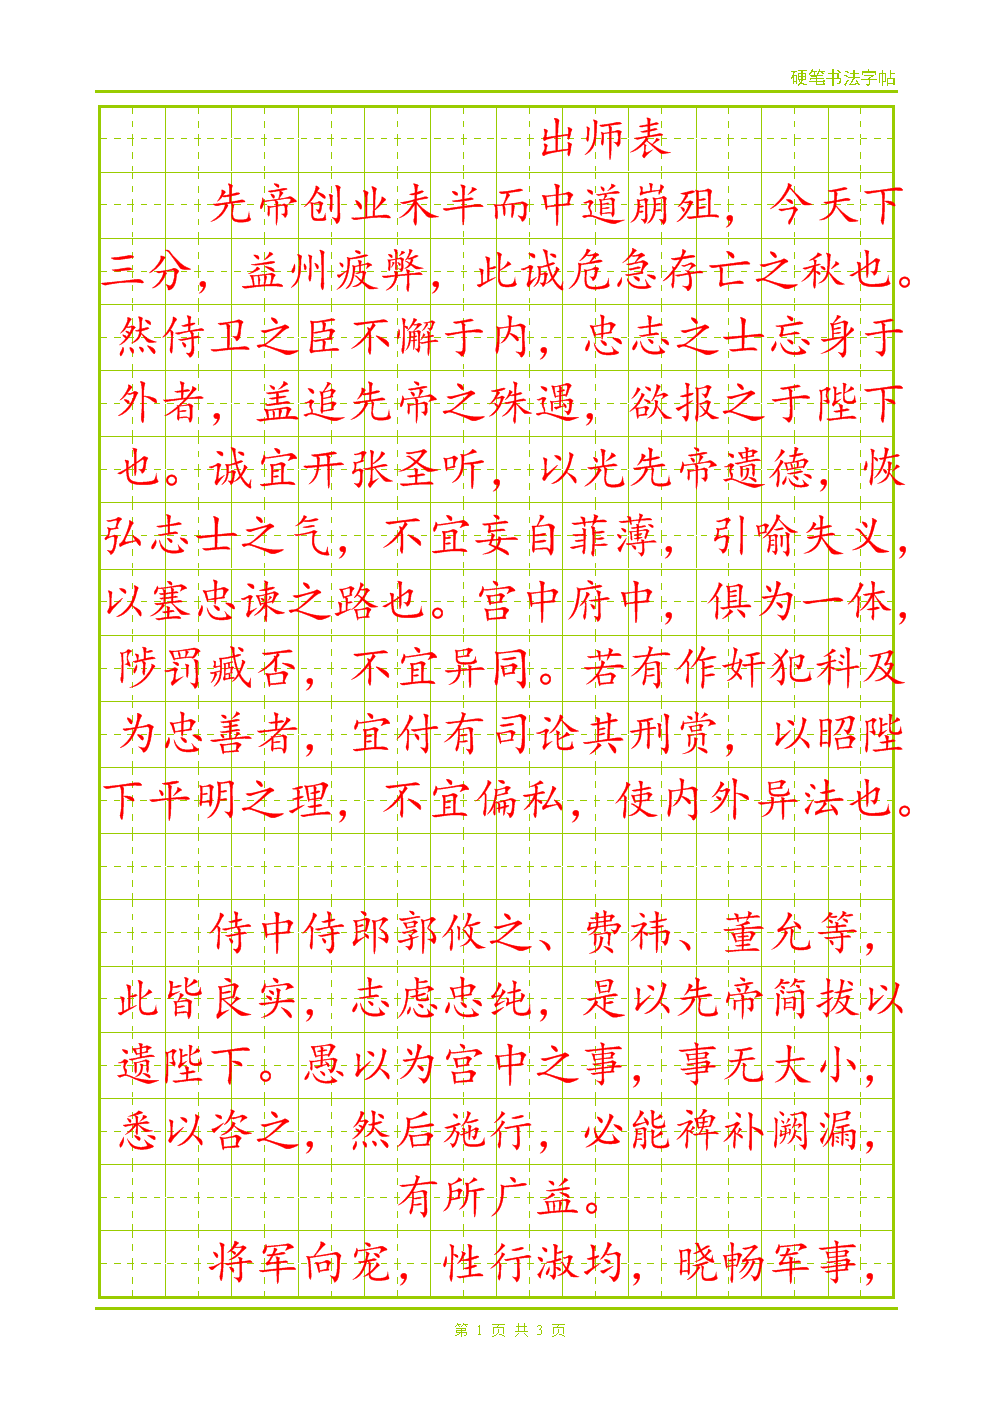 硬笔书法字帖
出师表
先帝创业未半而中道崩殂，今天下
三分，益州疲弊，此诚危急存亡之秋也。
然侍卫之臣不懈于内，忠志之士忘身于
外者，盖追先帝之殊遇，欲报之于陛下
也。诚宜开张圣听，以光先帝遗德，恢
弘志士之气，不宜妄自菲薄，引喻失义，
以塞忠谏之路也。宫中府中，俱为一体，
陟罚臧否，不宜异同。若有作奸犯科及
为忠善者，宜付有司论其刑赏，以昭陛
下平明之理，不宜偏私，使内外异法也。
侍中侍郎郭攸之、费祎、董允等，
此皆良实，志虑忠纯，是以先帝简拔以
遗陛下。愚以为宫中之事，事无大小，
悉以咨之，然后施行，必能裨补阙漏，
有所广益。
将军向宠，性行淑均，晓畅军事，
第 1 页 共 3 页